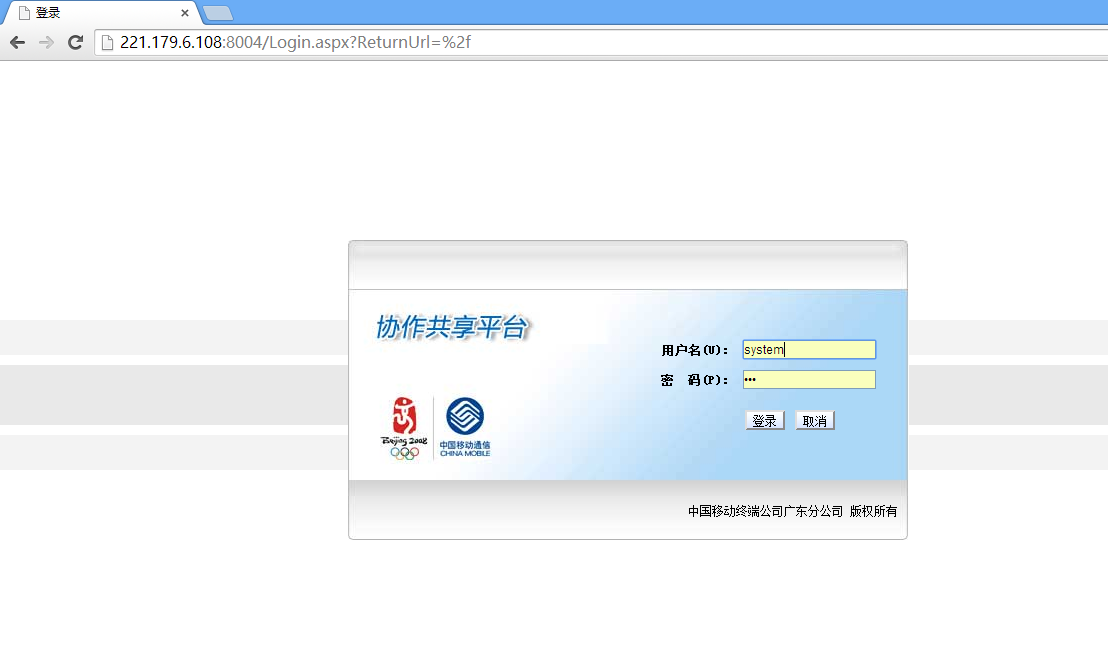 登录
221.179.6.108:8004/Login.aspx?ReturnUrl=%2f
协作共享平台
用户名(U)： system
密 码(P)： •••
登录 取消
Beijing 2008
中国移动通信
CHINA MOBILE
中国移动终端公司广东分公司 版权所有